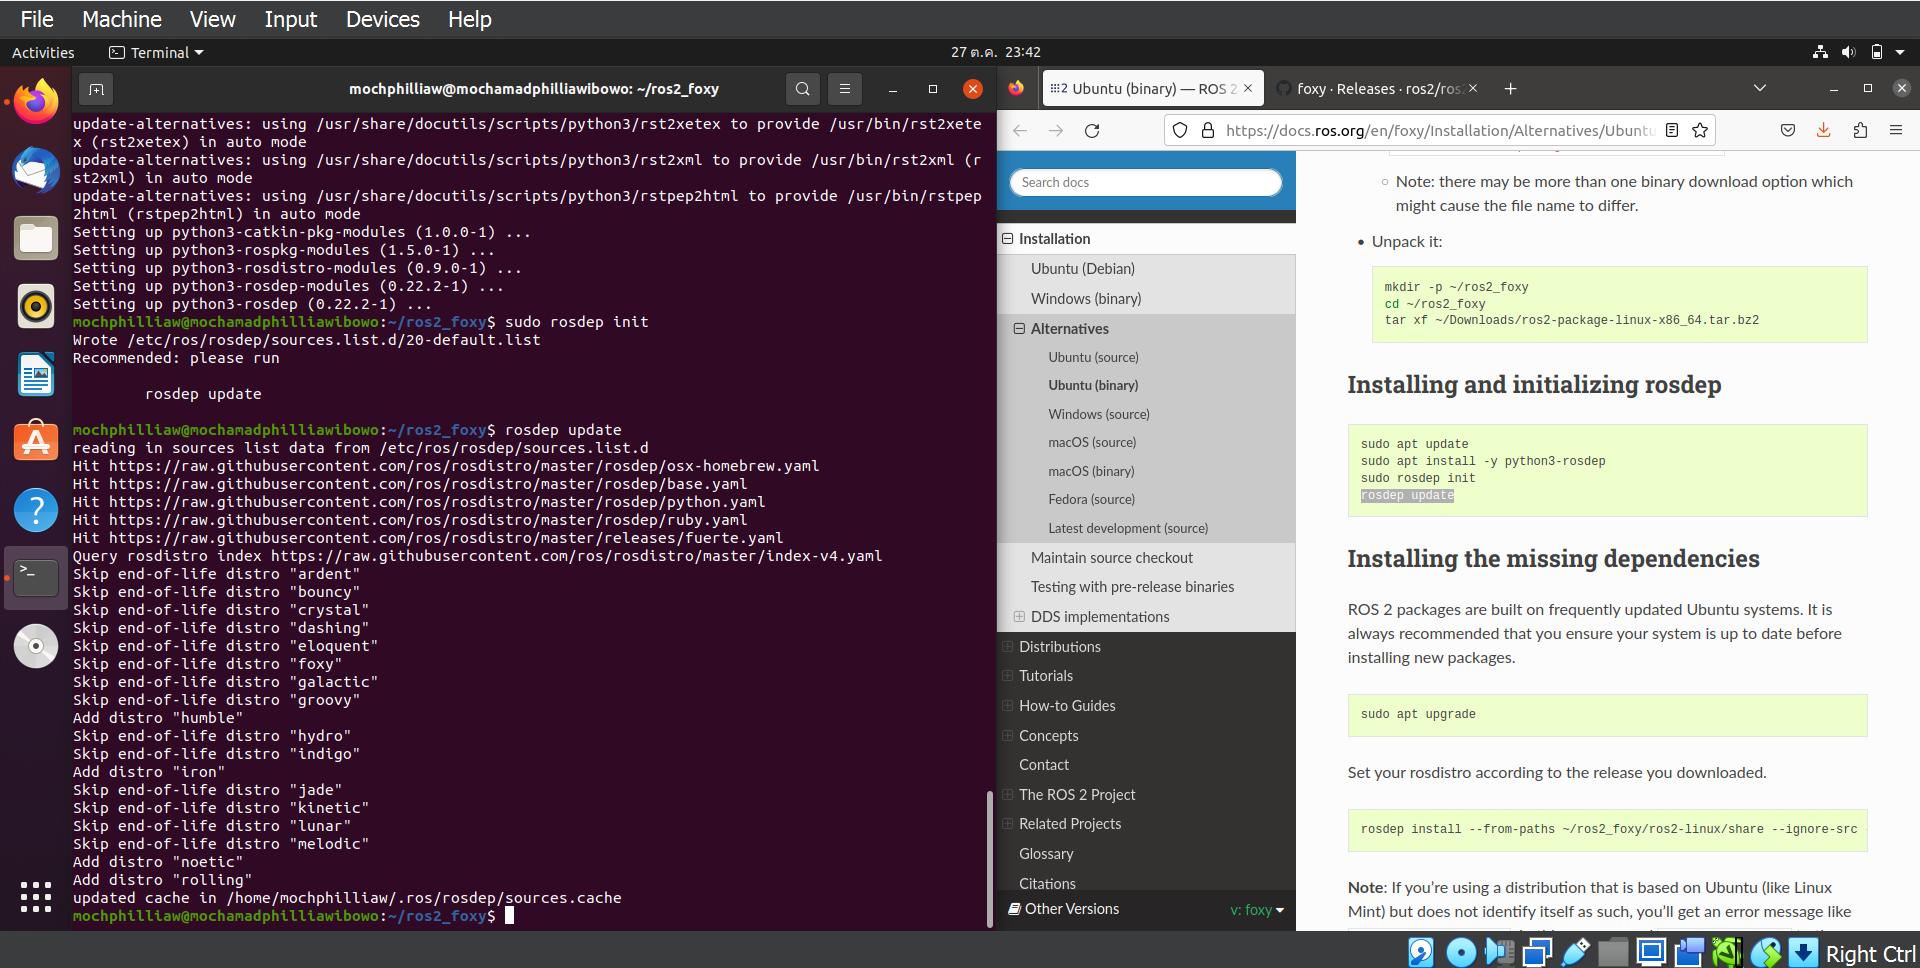 File Machine View Input Devices Help
Activities Terminal 27 ต.ค. 23:42
mochphilliaw@mochamadphilliawibowo: ~/ros2_foxy
update-alternatives: using /usr/share/docutils/scripts/python3/rst2xetex to provide /usr/bin/rst2xete
x (rst2xetex) in auto mode
update-alternatives: using /usr/share/docutils/scripts/python3/rst2xml to provide /usr/bin/rst2xml (r
st2xml) in auto mode
update-alternatives: using /usr/share/docutils/scripts/python3/rstpep2html to provide /usr/bin/rstpep
2html (rstpep2html) in auto mode
Setting up python3-catkin-pkg-modules (1.0.0-1) ...
Setting up python3-rospkg-modules (1.5.0-1) ...
Setting up python3-rosdistro-modules (0.9.0-1) ...
Setting up python3-rosdep-modules (0.22.2-1) ...
Setting up python3-rosdep (0.22.2-1) ...
mochphilliaw@mochamadphilliawibowo:~/ros2_foxy$ sudo rosdep init
Wrote /etc/ros/rosdep/sources.list.d/20-default.list
Recommended: please run
rosdep update
mochphilliaw@mochamadphilliawibowo:~/ros2_foxy$ rosdep update
reading in sources list data from /etc/ros/rosdep/sources.list.d
Hit https://raw.githubusercontent.com/ros/rosdistro/master/rosdep/osx-homebrew.yaml
Hit https://raw.githubusercontent.com/ros/rosdistro/master/rosdep/base.yaml
Hit https://raw.githubusercontent.com/ros/rosdistro/master/rosdep/python.yaml
Hit https://raw.githubusercontent.com/ros/rosdistro/master/rosdep/ruby.yaml
Hit https://raw.githubusercontent.com/ros/rosdistro/master/releases/fuerte.yaml
Query rosdistro index https://raw.githubusercontent.com/ros/rosdistro/master/index-v4.yaml
Skip end-of-life distro "ardent"
Skip end-of-life distro "bouncy"
Skip end-of-life distro "crystal"
Skip end-of-life distro "dashing"
Skip end-of-life distro "eloquent"
Skip end-of-life distro "foxy"
Skip end-of-life distro "galactic"
Skip end-of-life distro "groovy"
Add distro "humble"
Skip end-of-life distro "hydro"
Skip end-of-life distro "indigo"
Add distro "iron"
Skip end-of-life distro "jade"
Skip end-of-life distro "kinetic"
Skip end-of-life distro "lunar"
Skip end-of-life distro "melodic"
Add distro "noetic"
Add distro "rolling"
updated cache in /home/mochphilliaw/.ros/rosdep/sources.cache
mochphilliaw@mochamadphilliawibowo:~/ros2_foxy$
Ubuntu (binary) — ROS 2
foxy · Releases · ros2/ros
https://docs.ros.org/en/foxy/Installation/Alternatives/Ubuntu
Search docs
Installation
Ubuntu (Debian)
Windows (binary)
Alternatives
Ubuntu (source)
Ubuntu (binary)
Windows (source)
macOS (source)
macOS (binary)
Fedora (source)
Latest development (source)
Maintain source checkout
Testing with pre-release binaries
DDS implementations
Distributions
Tutorials
How-to Guides
Concepts
Contact
The ROS 2 Project
Related Projects
Glossary
Citations
Other Versions v: foxy
Note: there may be more than one binary download option which
might cause the file name to differ.
Unpack it:
mkdir -p ~/ros2_foxy
cd ~/ros2_foxy
tar xf ~/Downloads/ros2-package-linux-x86_64.tar.bz2
Installing and initializing rosdep
sudo apt update
sudo apt install -y python3-rosdep
sudo rosdep init
rosdep update
Installing the missing dependencies
ROS 2 packages are built on frequently updated Ubuntu systems. It is
always recommended that you ensure your system is up to date before
installing new packages.
sudo apt upgrade
Set your rosdistro according to the release you downloaded.
rosdep install --from-paths ~/ros2_foxy/ros2-linux/share --ignore-src
Note: If you’re using a distribution that is based on Ubuntu (like Linux
Mint) but does not identify itself as such, you’ll get an error message like
Right Ctrl